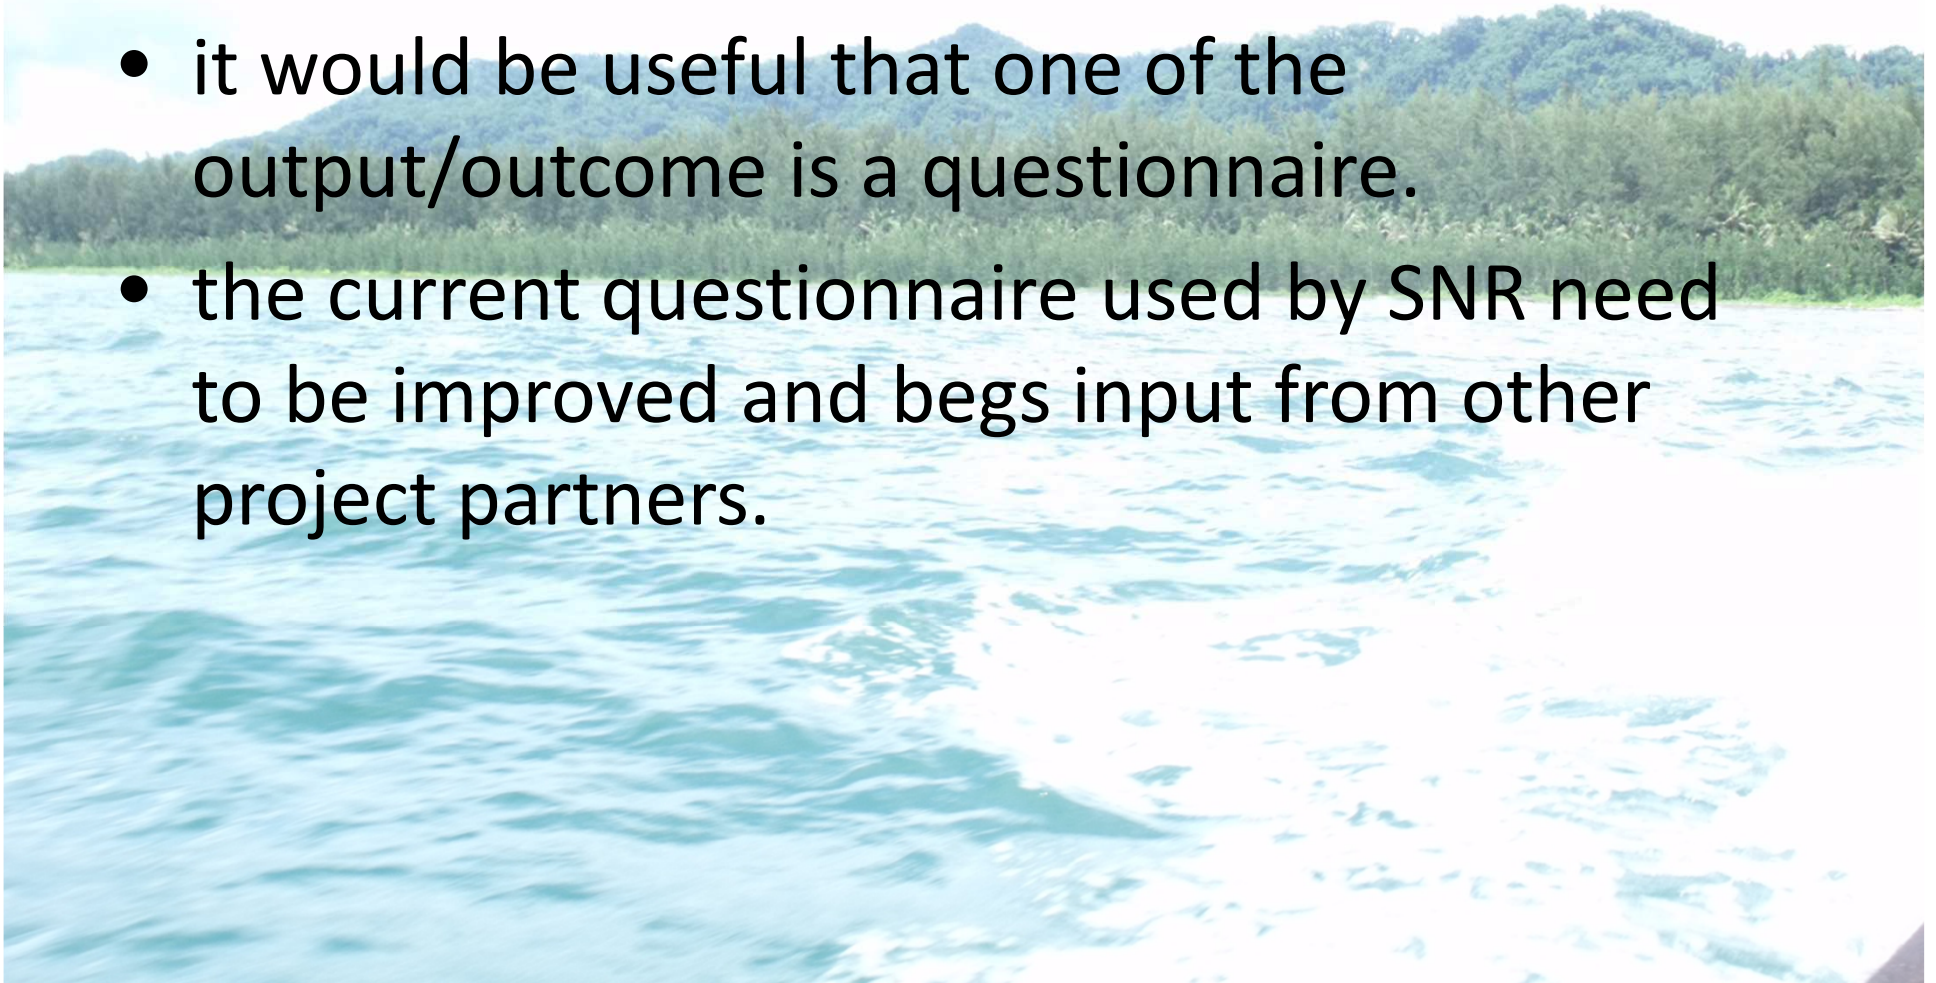 • it would be useful that one of the
output/outcome is a questionnaire.
• the current questionnaire used by SNR need
to be improved and begs input from other
project partners.